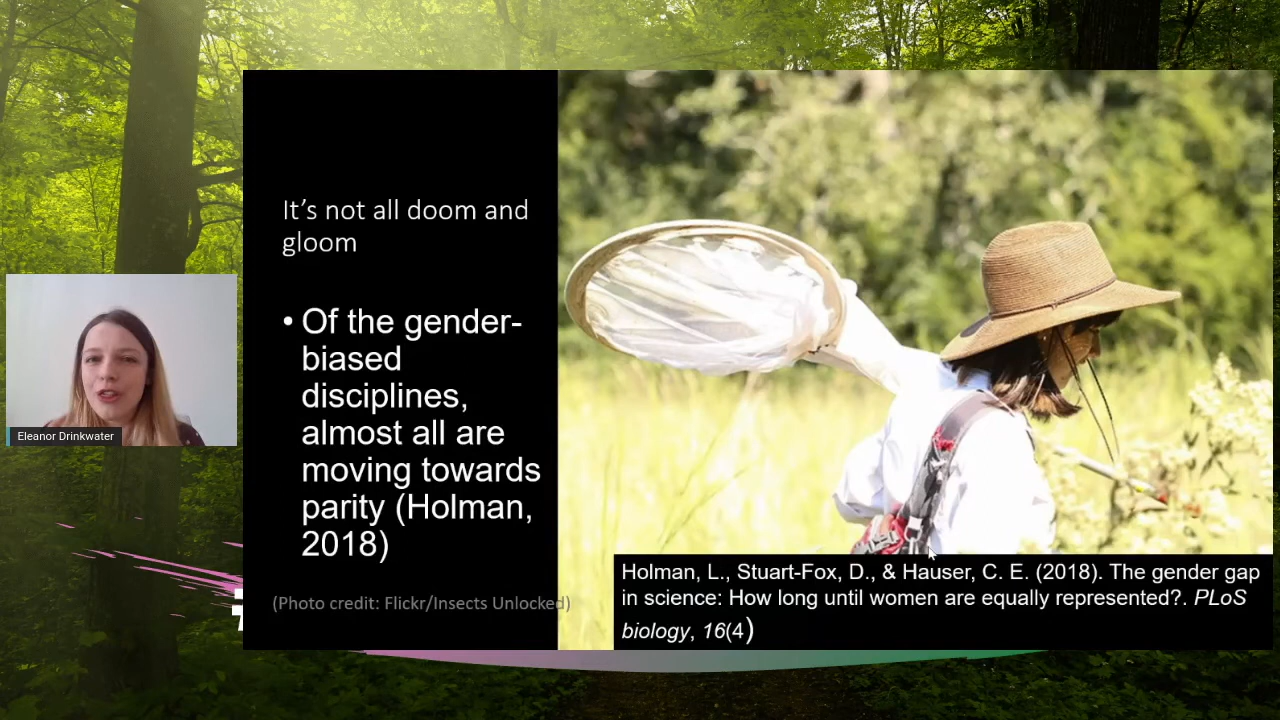 It’s not all doom and
gloom
• Of the gender-
biased
disciplines,
almost all are
moving towards
parity (Holman,
2018)
(Photo credit: Flickr/Insects Unlocked)
Holman, L., Stuart-Fox, D., & Hauser, C. E. (2018). The gender gap
in science: How long until women are equally represented?. PLoS
biology, 16(4)
Eleanor Drinkwater